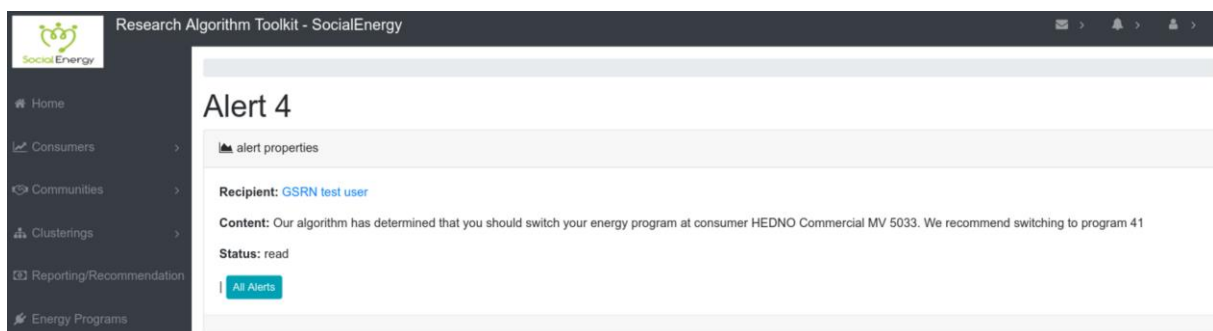 Research Algorithm Toolkit - SocialEnergy
Social Energy
Home
Consumers
Communities
Clusterings
Reporting/Recommendation
Energy Programs
Alert 4
alert properties
Recipient: GSRN test user
Content: Our algorithm has determined that you should switch your energy program at consumer HEDNO Commercial MV 5033. We recommend switching to program 41
Status: read
| All Alerts